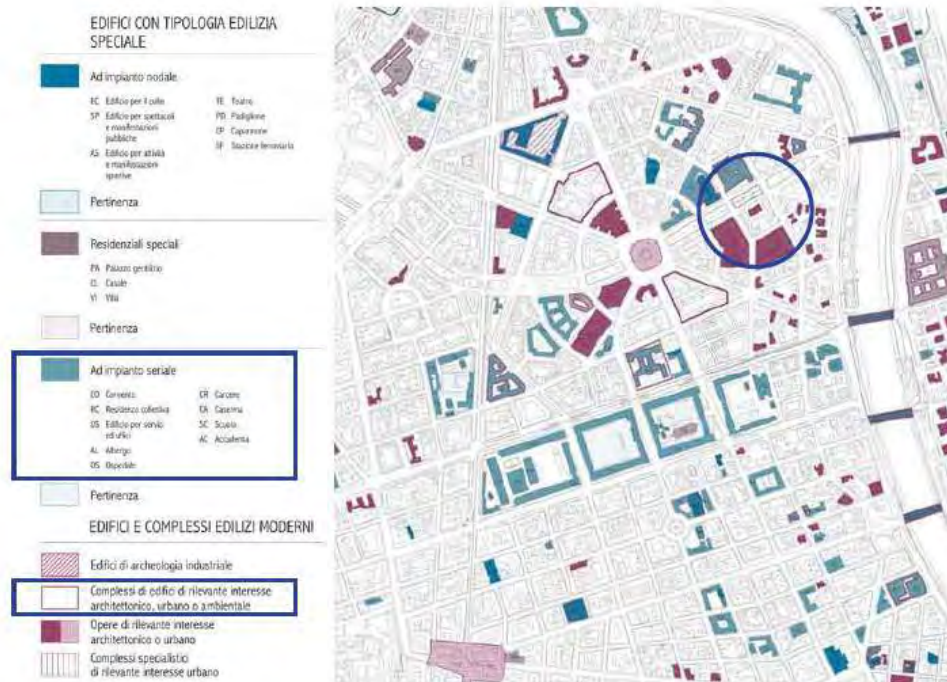 EDIFICI CON TIPOLOGIA EDILIZIA
SPECIALE
Ad impianto nodale
EC Edificio per il culto
SP Edificio per spettacoli
e manifestazioni
pubbliche
AS Edificio per attività
e manifestazioni
sportive
TE Teatro
PD Padiglione
CP Capannone
SF Stazione ferroviaria
Pertinenza
Residenziali speciali
PA Palazzo gentilizio
CL Casale
VI Villa
Pertinenza
Ad impianto seriale
CO Convento
RC Residenza collettiva
US Edificio per servizi
ed uffici
AL Albergo
OS Ospedale
CR Carcere
CA Caserma
SC Scuola
AC Accademia
Pertinenza
EDIFICI E COMPLESSI EDILIZI MODERNI
Edifici di archeologia industriale
Complessi di edifici di rilevante interesse
architettonico, urbano o ambientale
Opere di rilevante interesse
architettonico o urbano
Complessi specialistico
di rilevante interesse urbano